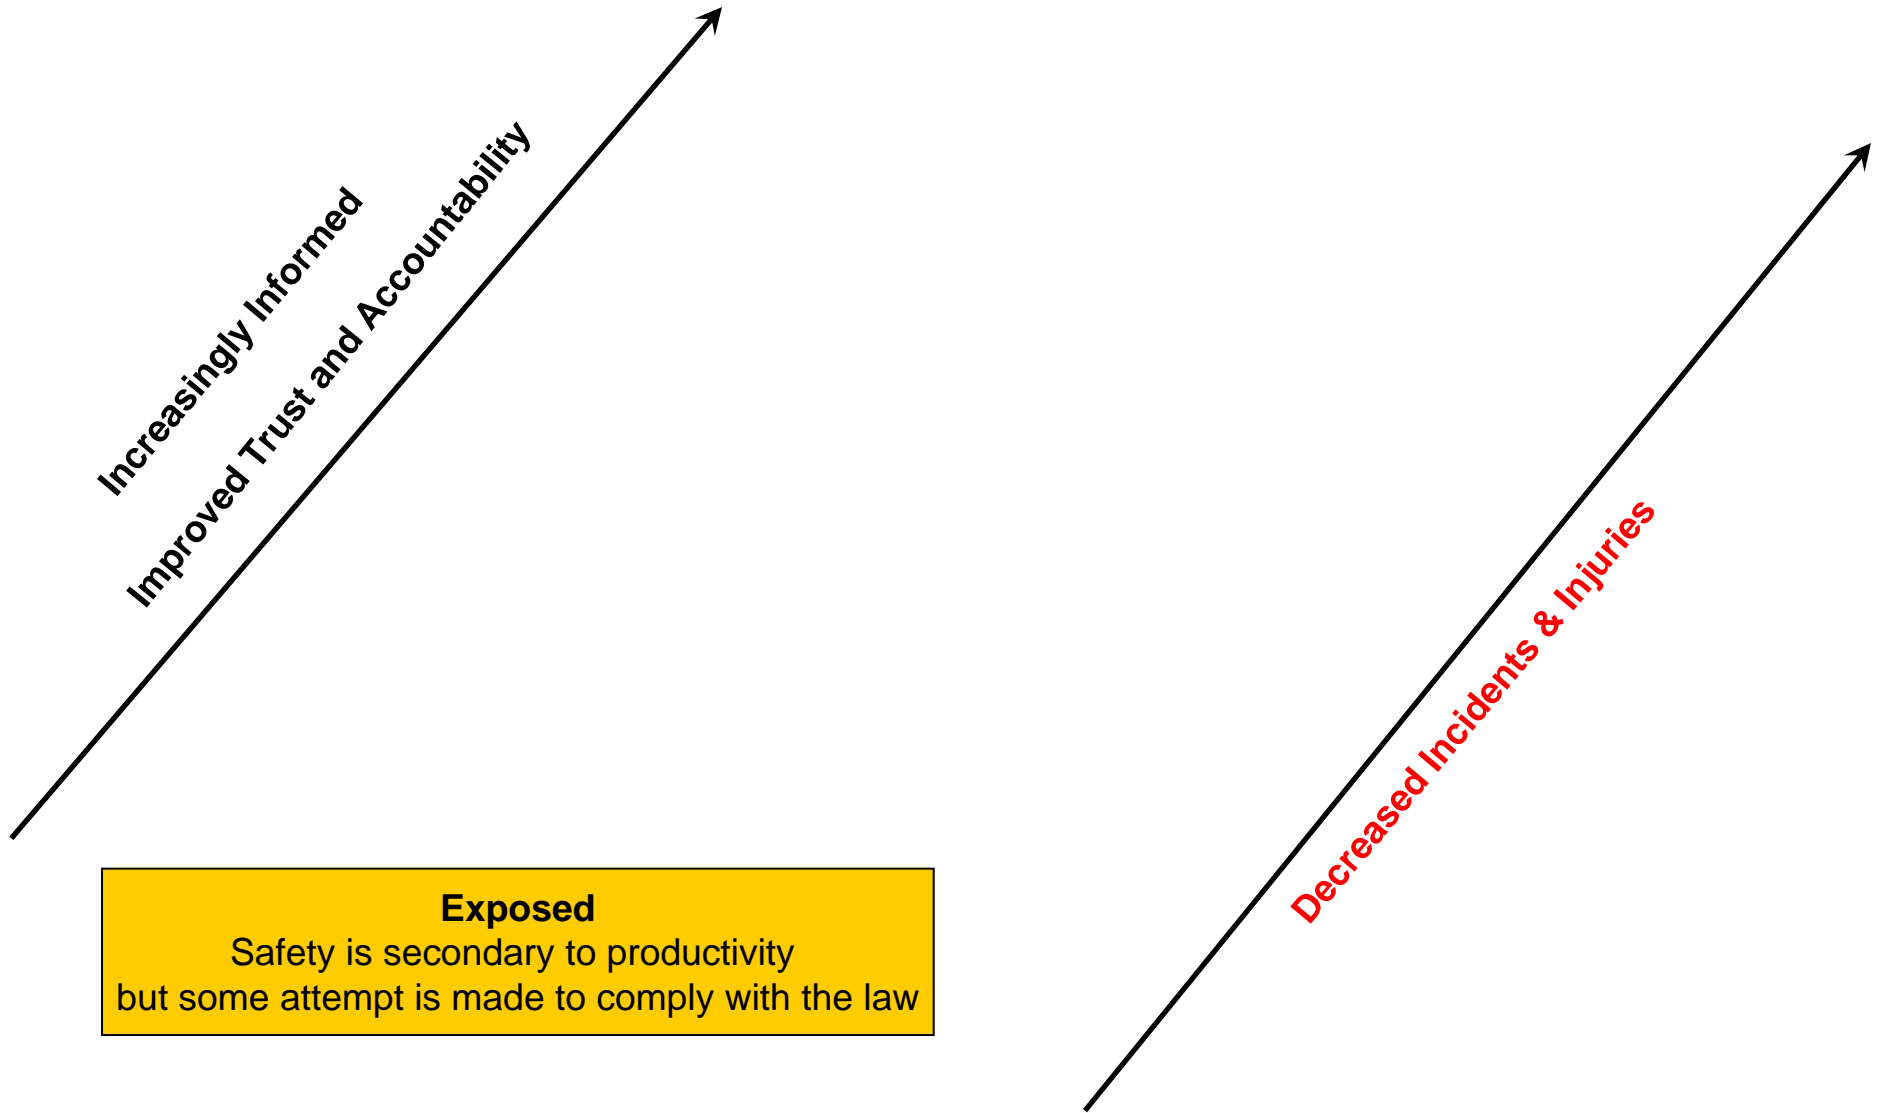 Increasingly Informed
Improved Trust and Accountability
Decreased Incidents & Injuries
Exposed
Safety is secondary to productivity
but some attempt is made to comply with the law